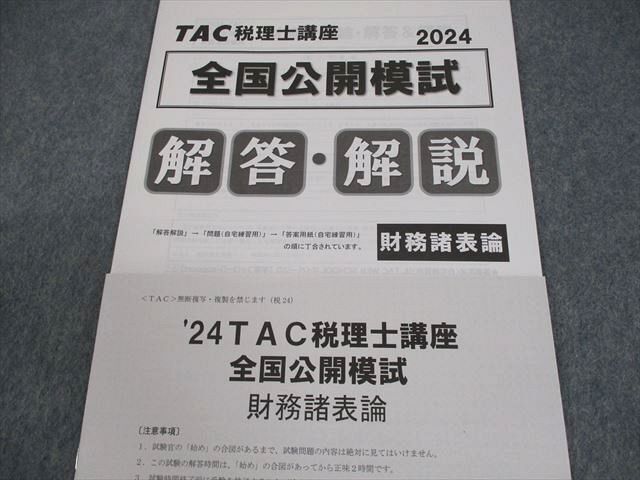 TAC税理士講座 2024
全国公開模試
解答・解説
「解答解説」→「問題(自宅練習用)」→「答案用紙(自宅練習用)」
の順に丁合されています。
財務諸表論
<TAC>無断複写・複製を禁じます(税24)
'24TAC税理士講座
全国公開模試
財務諸表論
〔注意事項〕
1．試験官の「始め」の合図があるまで、試験問題の内容は絶対に見てはいけません。
2．この試験の解答時間は、「始め」の合図があってから正味2時間です。